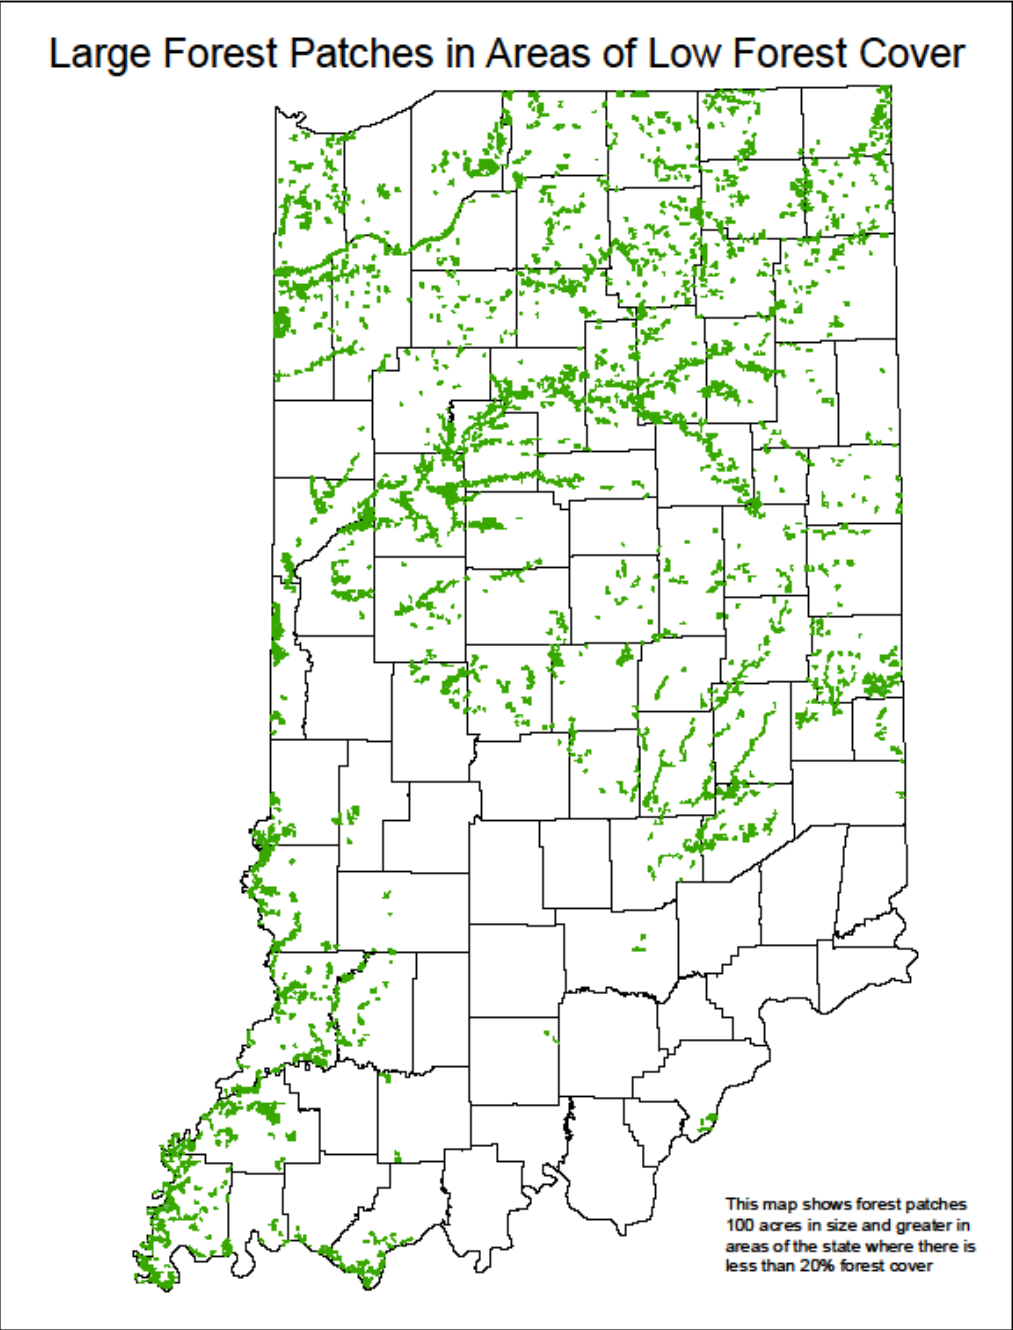 Large Forest Patches in Areas of Low Forest Cover
This map shows forest patches
100 acres in size and greater in
areas of the state where there is
less than 20% forest cover